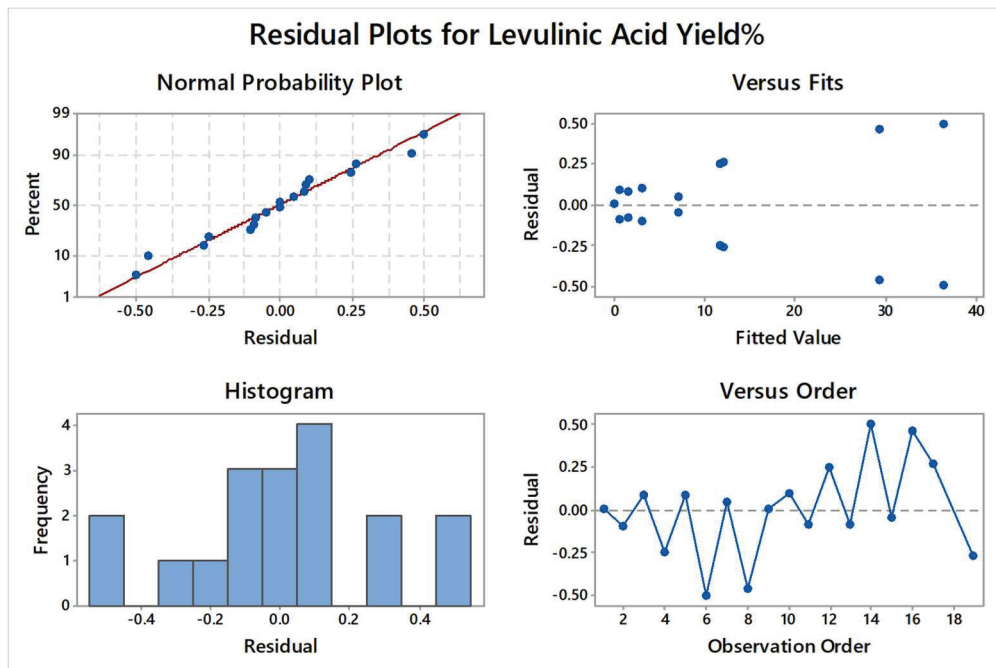 Residual Plots for Levulinic Acid Yield%
Normal Probability Plot
99
90
50
10
1
Percent
-0.50 -0.25 0.00 0.25 0.50
Residual
Versus Fits
0.50
0.25
0.00
-0.25
-0.50
Residual
0 10 20 30 40
Fitted Value
Histogram
4
3
2
1
0
Frequency
-0.4 -0.2 0.0 0.2 0.4
Residual
Versus Order
0.50
0.25
0.00
-0.25
-0.50
Residual
2 4 6 8 10 12 14 16 18
Observation Order